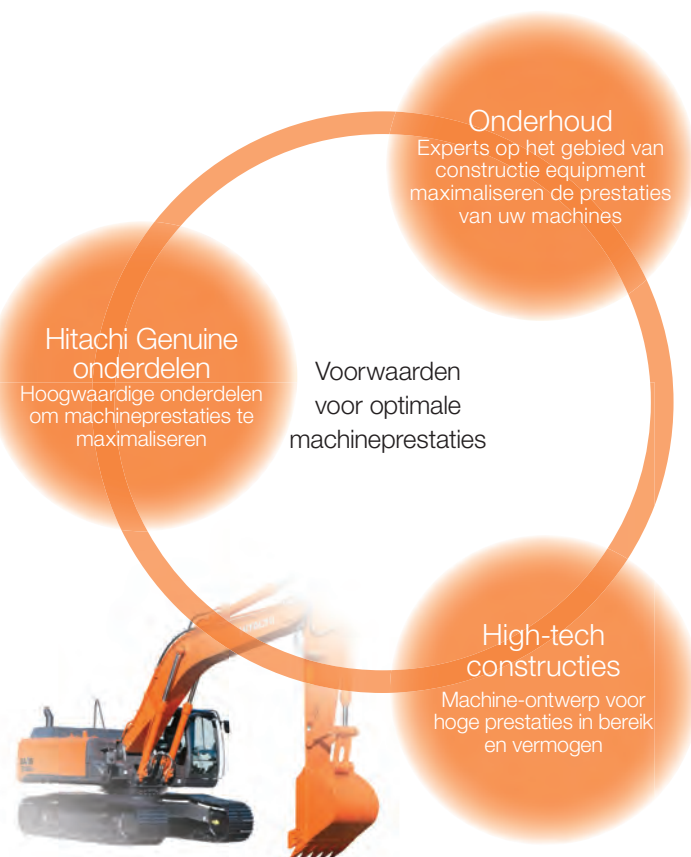 Onderhoud
Experts op het gebied van
constructie equipment
maximaliseren de prestaties
van uw machines
Hitachi Genuine
onderdelen
Hoogwaardige onderdelen
om machineprestaties te
maximaliseren
Voorwaarden
voor optimale
machineprestaties
High-tech
constructies
Machine-ontwerp voor
hoge prestaties in bereik
en vermogen
HITACHI